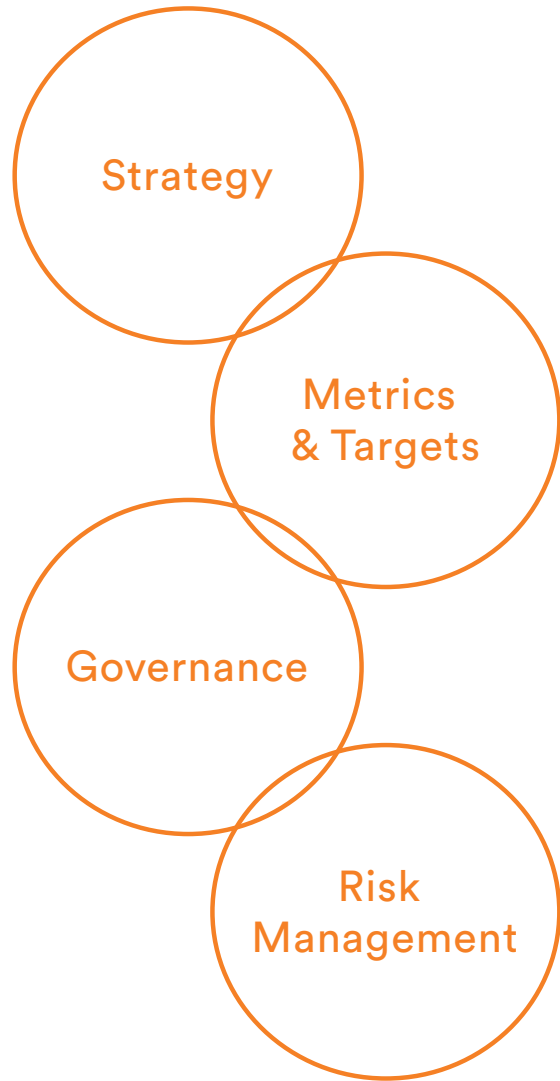 Strategy
Metrics
& Targets
Governance
Risk
Management